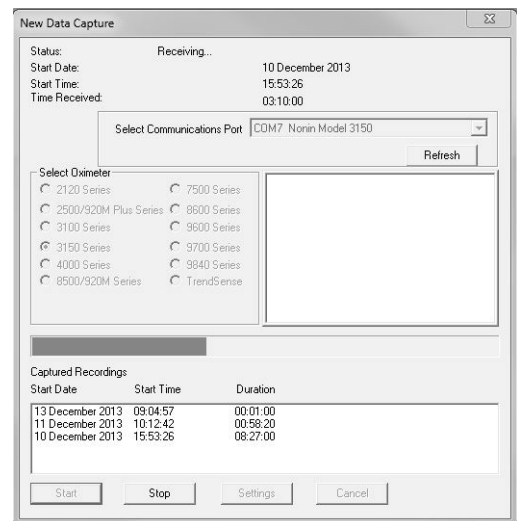 New Data Capture
Status: Receiving...
Start Date: 10 December 2013
Start Time: 15:53:26
Time Received: 03:10:00
Select Communications Port COM7 Nonin Model 3150
Refresh
Select Oximeter
2120 Series 7500 Series
2500/920M Plus Series 8600 Series
3100 Series 9600 Series
3150 Series 9700 Series
4000 Series 9840 Series
8500/920M Series TrendSense
Captured Recordings
Start Date Start Time Duration
13 December 2013 09:04:57 00:01:00
11 December 2013 10:12:42 00:58:20
10 December 2013 15:53:26 08:27:00
Start Stop Settings Cancel